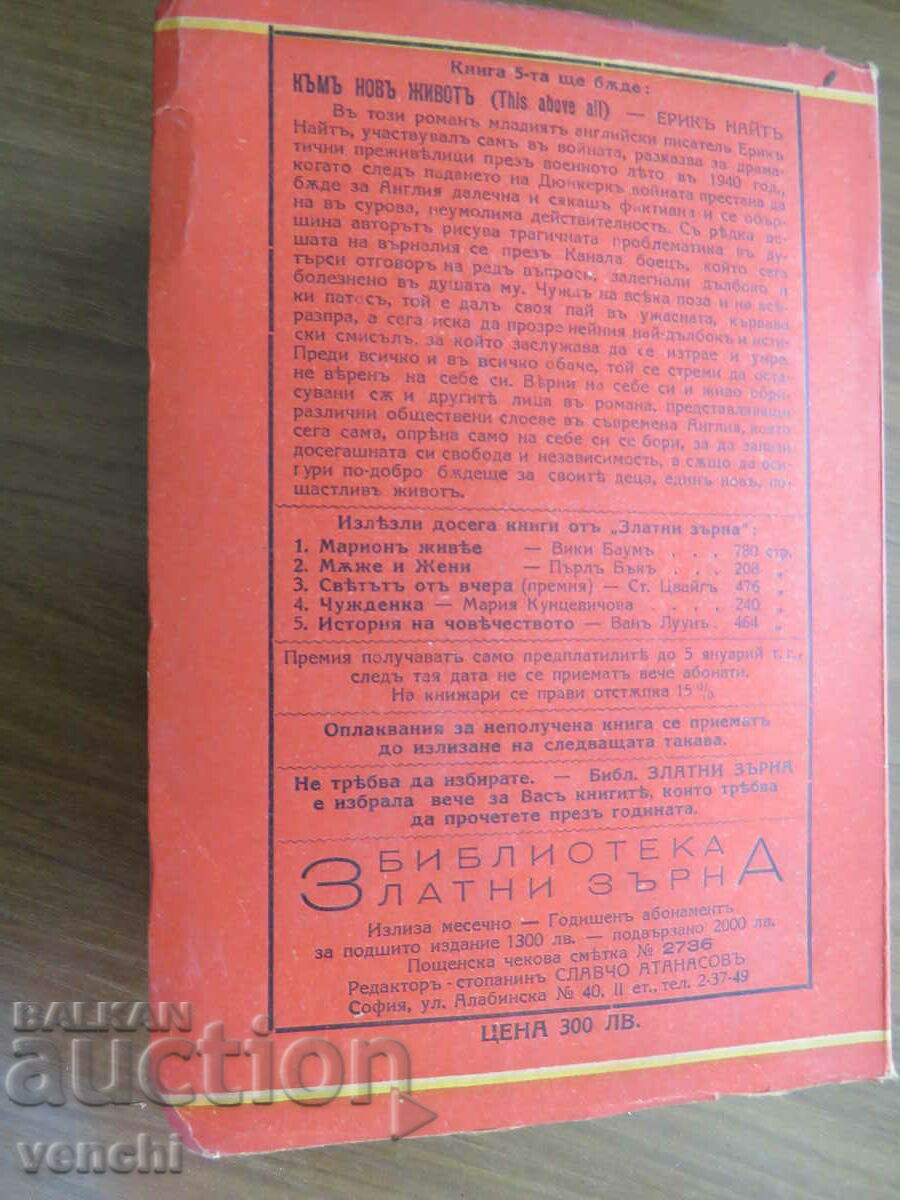 Книга 5-та ще бѫде:
КЪМЪ НОВЪ ЖИВОТЪ (This above all) — ЕРИКЪ НАЙТЪ
Въ този романъ младиятъ английски писатель Ерикъ
Найтъ, участвувалъ самъ въ войната, разказва за драма-
тични преживѣлици презъ военното лѣто въ 1940 год.,
когато следъ падането на Дюнкеркъ войната престана да
бѫде за Англия далечна и сякашъ фиктивна и се обър-
на въ сурова, неумолима действителность. Съ рѣдка ве-
щина авторътъ рисува трагичната проблематика въ ду-
шата на върналия се презъ Канала боецъ, който сега
търси отговоръ на редъ въпроси, залегнали дълбоко и
болезнено въ душата му. Чуждъ на всѣка поза и на всѣ-
ки патосъ, той е далъ своя пай въ ужасната, кървава
разпра, а сега иска да прозре нейния най-дълбокъ и исти-
ски смисълъ, за който заслужава да се изтрае и умре.
Преди всичко и въ всичко обаче, той се стреми да оста-
не вѣренъ на себе си. Вѣрни на себе си и живо обри-
сувани сѫ и другитѣ лица въ романа, представляващи
различни обществени слоеве въ съвремена Англия, която
сега сама, опрѣна само на себе си се бори, за да запази
досегашната си свобода и независимость, а сѫщо да оси-
гури по-добро бѫдеще за своитѣ деца, единъ новъ, по-
щастливъ животъ.
Излѣзли досега книги отъ „Златни зърна":
1. Марионъ живѣе — Вики Баумъ . . . 780 стр.
2. Мѫже и Жени — Пърлъ Бъкъ . . . 208 „
3. Свѣтътъ отъ вчера (премия) — Ст. Цвайгъ 476 „
4. Чужденка — Мария Кунцевичова . . . . 240 „
5. История на човѣчеството — Ванъ Луунъ . 464 „
Премия получаватъ само предплатилитѣ до 5 януарий т. г.,
следъ тая дата не се приематъ вече абонати.
На книжари се прави отстѫпка 15%
Оплаквания за неполучена книга се приематъ
до излизане на следващата такава.
Не трѣбва да избирате. — Библ. ЗЛАТНИ ЗЪРНА
е избрала вече за Васъ книгитѣ, които трѣбва
да прочетете презъ годината.
БИБЛИОТЕКА
ЗЛАТНИ ЗЪРНА
Излиза месечно — Годишенъ абонаментъ
за подшито издание 1300 лв. — подвързано 2000 лв.
Пощенска чекова смѣтка № 2736
Редакторъ-стопанинъ СЛАВЧО АТАНАСОВЪ
София, ул. Алабинска № 40, II ет., тел. 2-37-49
ЦЕНА 300 ЛВ.
BALKAN
auction
venchi